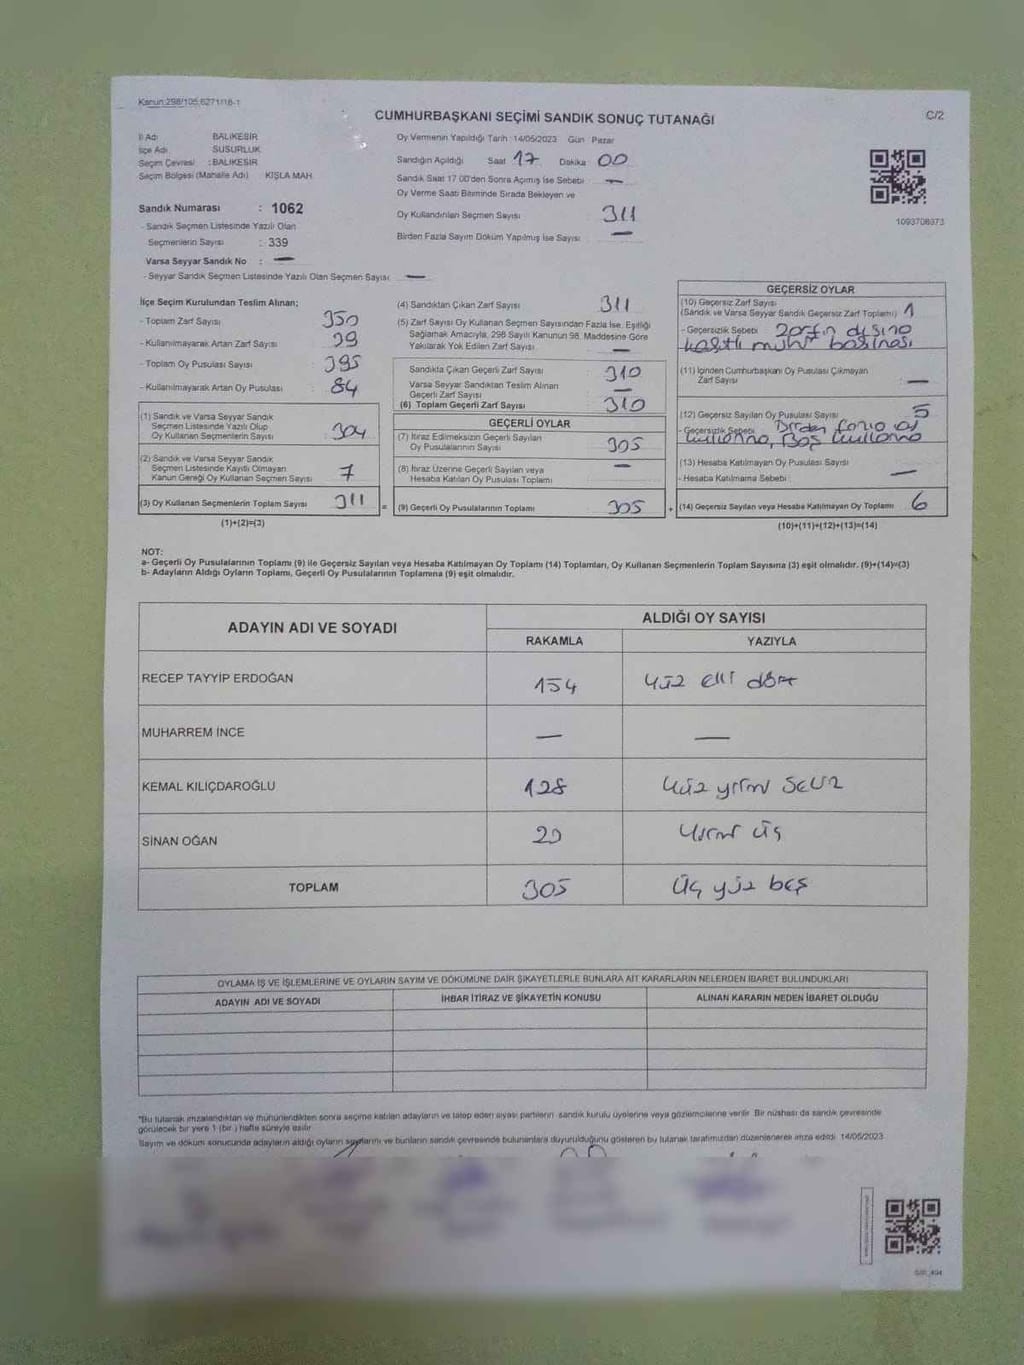 Kanun:298/105,6271/16-1
CUMHURBAŞKANI SEÇİMİ SANDIK SONUÇ TUTANAĞI
C/2
İl Adı BALIKESİR
İlçe Adı SUSURLUK
Seçim Çevresi :BALIKESİR
Seçim Bölgesi (Mahalle Adı) KIŞLA MAH.
Oy Vermenin Yapıldığı Tarih :14/05/2023 Gün Pazar
Sandığın Açıldığı Saat 17 Dakika 00
Sandık Saat 17 00'den Sonra Açılmış İse Sebebi —
Oy Verme Saati Bitiminde Sırada Bekleyen ve
Oy Kullandırılan Seçmen Sayısı 311
Birden Fazla Sayım Döküm Yapılmış İse Sayısı —
1093708973
Sandık Numarası : 1062
- Sandık Seçmen Listesinde Yazılı Olan
Seçmenlerin Sayısı : 339
Varsa Seyyar Sandık No : —
- Seyyar Sandık Seçmen Listesinde Yazılı Olan Seçmen Sayısı —
İlçe Seçim Kurulundan Teslim Alınan;
- Toplam Zarf Sayısı 350
- Kullanılmayarak Artan Zarf Sayısı 39
- Toplam Oy Pusulası Sayısı 395
- Kullanılmayarak Artan Oy Pusulası 84
(1) Sandık ve Varsa Seyyar Sandık
Seçmen Listesinde Yazılı Olup
Oy Kullanan Seçmenlerin Sayısı 304
(2) Sandık ve Varsa Seyyar Sandık
Seçmen Listesinde Kayıtlı Olmayan
Kanun Gereği Oy Kullanan Seçmen Sayısı 7
(3) Oy Kullanan Seçmenlerin Toplam Sayısı 311
(1)+(2)=(3)
(4) Sandıktan Çıkan Zarf Sayısı 311
(5) Zarf Sayısı Oy Kullanan Seçmen Sayısından Fazla İse, Eşitliği
Sağlamak Amacıyla, 298 Sayılı Kanunun 98. Maddesine Göre
Yakılarak Yok Edilen Zarf Sayısı —
Sandıkta Çıkan Geçerli Zarf Sayısı 310
Varsa Seyyar Sandıktan Teslim Alınan
Geçerli Zarf Sayısı —
(6) Toplam Geçerli Zarf Sayısı 310
GEÇERLİ OYLAR
(7) İtiraz Edilmeksizin Geçerli Sayılan
Oy Pusulalarının Sayısı 305
(8) İtiraz Üzerine Geçerli Sayılan veya
Hesaba Katılan Oy Pusulası Toplamı —
= (9) Geçerli Oy Pusulalarının Toplamı 305 +
GEÇERSİZ OYLAR
(10) Geçersiz Zarf Sayısı
(Sandık ve Varsa Seyyar Sandık Geçersiz Zarf Toplamı) 1
- Geçersizlik Sebebi Zarfın dışına
mühür basılması
(11) İçinden Cumhurbaşkanı Oy Pusulası Çıkmayan
Zarf Sayısı —
(12) Geçersiz Sayılan Oy Pusulası Sayısı 5
- Geçersizlik Sebebi Birden fazla oy
kullanma, Boş kullanma
(13) Hesaba Katılmayan Oy Pusulası Sayısı
- Hesaba Katılmama Sebebi : —
(14) Geçersiz Sayılan veya Hesaba Katılmayan Oy Toplamı 6
(10)+(11)+(12)+(13)=(14)
NOT:
a- Geçerli Oy Pusulalarının Toplamı (9) ile Geçersiz Sayılan veya Hesaba Katılmayan Oy Toplamı (14) Toplamları, Oy Kullanan Seçmenlerin Toplam Sayısına (3) eşit olmalıdır. (9)+(14)=(3)
b- Adayların Aldığı Oyların Toplamı, Geçerli Oy Pusulalarının Toplamına (9) eşit olmalıdır.
ADAYIN ADI VE SOYADI ALDIĞI OY SAYISI
RAKAMLA YAZIYLA
RECEP TAYYİP ERDOĞAN 154 yüz elli dört
MUHARREM İNCE — —
KEMAL KILIÇDAROĞLU 128 yüz yirmi sekiz
SİNAN OĞAN 23 yirmi üç
TOPLAM 305 üç yüz beş
OYLAMA İŞ VE İŞLEMLERİNE VE OYLARIN SAYIM VE DÖKÜMÜNE DAİR ŞİKAYETLERLE BUNLARA AİT KARARLARIN NELERDEN İBARET BULUNDUKLARI
ADAYIN ADI VE SOYADI İHBAR İTİRAZ VE ŞİKAYETİN KONUSU ALINAN KARARIN NEDEN İBARET OLDUĞU
*Bu tutanak imzalandıktan ve mühürlendikten sonra seçime katılan adayların ve talep eden siyasi partilerin sandık kurulu üyelerine veya gözlemcilerine verilir. Bir nüshası da sandık çevresinde
görülecek bir yere 1 (bir ) hafta süreyle asılır.
Sayım ve döküm sonucunda adayların aldığı oyların sayılarını ve bunların sandık çevresinde bulunanlara duyurulduğunu gösteren bu tutanak tarafımızdan düzenlenerek imza edildi. 14/05/2023